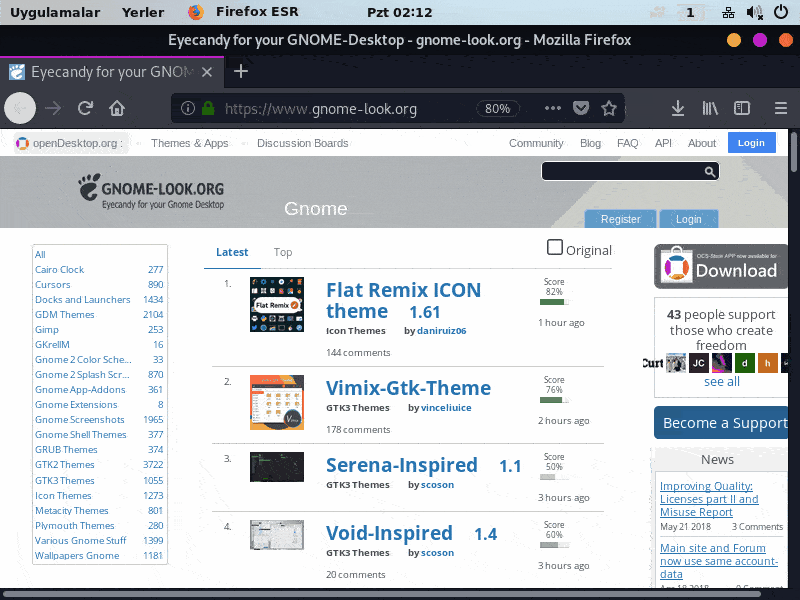 Uygulamalar Yerler Firefox ESR Pzt 02:12 1
Eyecandy for your GNOME-Desktop - gnome-look.org - Mozilla Firefox
Eyecandy for your GNOM
https://www.gnome-look.org 80%
openDesktop.org : Themes & Apps Discussion Boards Community Blog FAQ API About Login
GNOME-LOOK.ORG
Eyecandy for your Gnome Desktop
Gnome
Register Login
All
Cairo Clock 277
Cursors 890
Docks and Launchers 1434
GDM Themes 2104
Gimp 253
GKrellM 16
Gnome 2 Color Sche... 33
Gnome 2 Splash Scr... 870
Gnome App-Addons 361
Gnome Extensions 8
Gnome Screenshots 1965
Gnome Shell Themes 377
GRUB Themes 374
GTK2 Themes 3722
GTK3 Themes 1055
Icon Themes 1273
Metacity Themes 801
Plymouth Themes 280
Various Gnome Stuff 1399
Wallpapers Gnome 1181
Latest Top Original
1.
Flat Remix
Flat Remix ICON
theme 1.61
Icon Themes by daniruiz06
144 comments
Score
82%
1 hour ago
2.
Vimix-Gtk-Theme
GTK3 Themes by vinceliuice
178 comments
Score
76%
2 hours ago
3.
Serena-Inspired 1.1
GTK3 Themes by scoson
Score
50%
3 hours ago
4.
Void-Inspired 1.4
GTK3 Themes by scoson
20 comments
Score
60%
3 hours ago
OCS-Store APP now available for
Download
43 people support
those who create
freedom
Curt JC d h
see all
Become a Support
News
Improving Quality:
Licenses part II and
Misuse Report
May 21 2018 3 Comments
Main site and Forum
now use same account-
data
Apr 18 2018 0 Comment